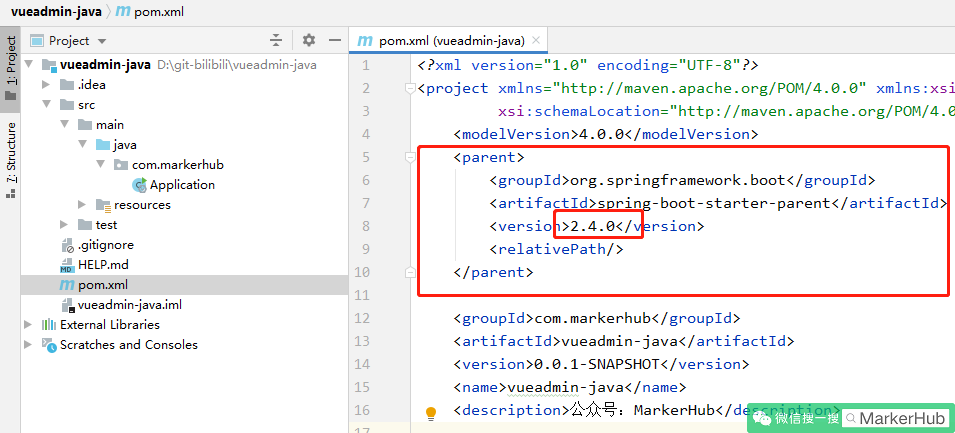 vueadmin-java pom.xml
1: Project
Z: Structure
Project
vueadmin-java D:\git-bilibili\vueadmin-java
.idea
src
main
java
com.markerhub
Application
resources
test
.gitignore
HELP.md
pom.xml
vueadmin-java.iml
External Libraries
Scratches and Consoles
pom.xml (vueadmin-java)
1 <?xml version="1.0" encoding="UTF-8"?>
2 <project xmlns="http://maven.apache.org/POM/4.0.0" xmlns:xsi
3 xsi:schemaLocation="http://maven.apache.org/POM/4.0
4 <modelVersion>4.0.0</modelVersion>
5 <parent>
6 <groupId>org.springframework.boot</groupId>
7 <artifactId>spring-boot-starter-parent</artifactId>
8 <version>2.4.0</version>
9 <relativePath/>
10 </parent>
11
12 <groupId>com.markerhub</groupId>
13 <artifactId>vueadmin-java</artifactId>
14 <version>0.0.1-SNAPSHOT</version>
15 <name>vueadmin-java</name>
16 <description>公众号：MarkerHub</description>
17
微信搜一搜 MarkerHub